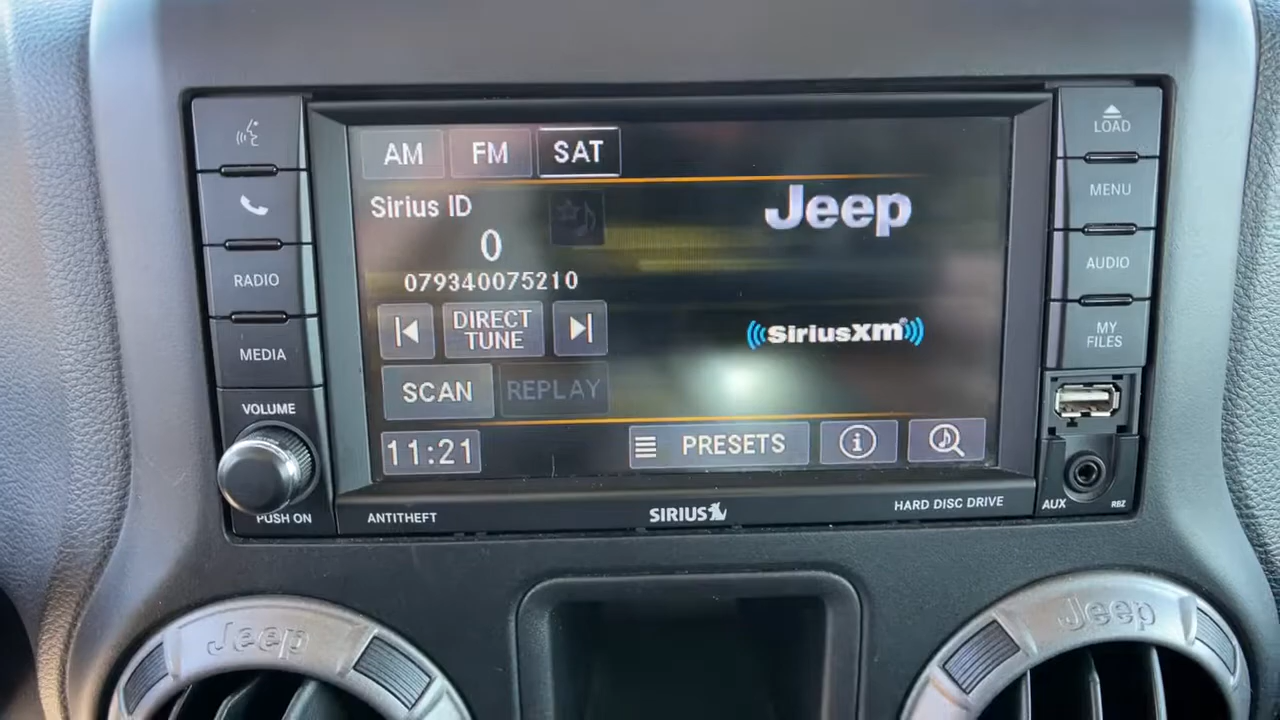 LOAD
AM FM SAT
MENU
Sirius ID
Jeep
0
079340075210
RADIO
AUDIO
DIRECT
TUNE
SiriusXm
MY
FILES
MEDIA
SCAN REPLAY
VOLUME
11:21 PRESETS
PUSH ON
ANTITHEFT
SIRIUS
HARD DISC DRIVE
AUX
RBZ
Jeep
Jeep